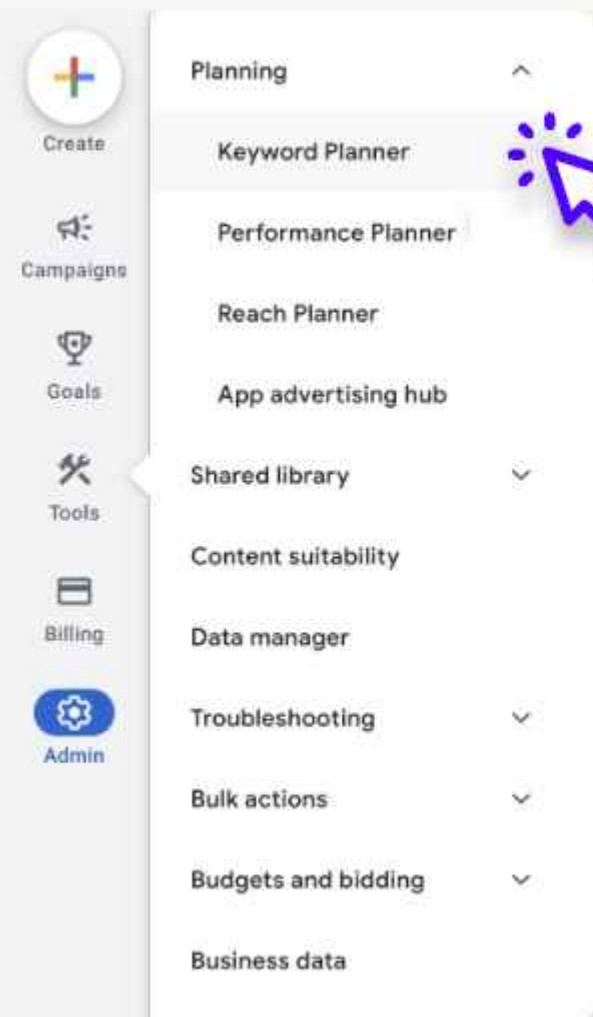 Create
Campaigns
Goals
Tools
Billing
Admin
Planning
Keyword Planner
Performance Planner
Reach Planner
App advertising hub
Shared library
Content suitability
Data manager
Troubleshooting
Bulk actions
Budgets and bidding
Business data